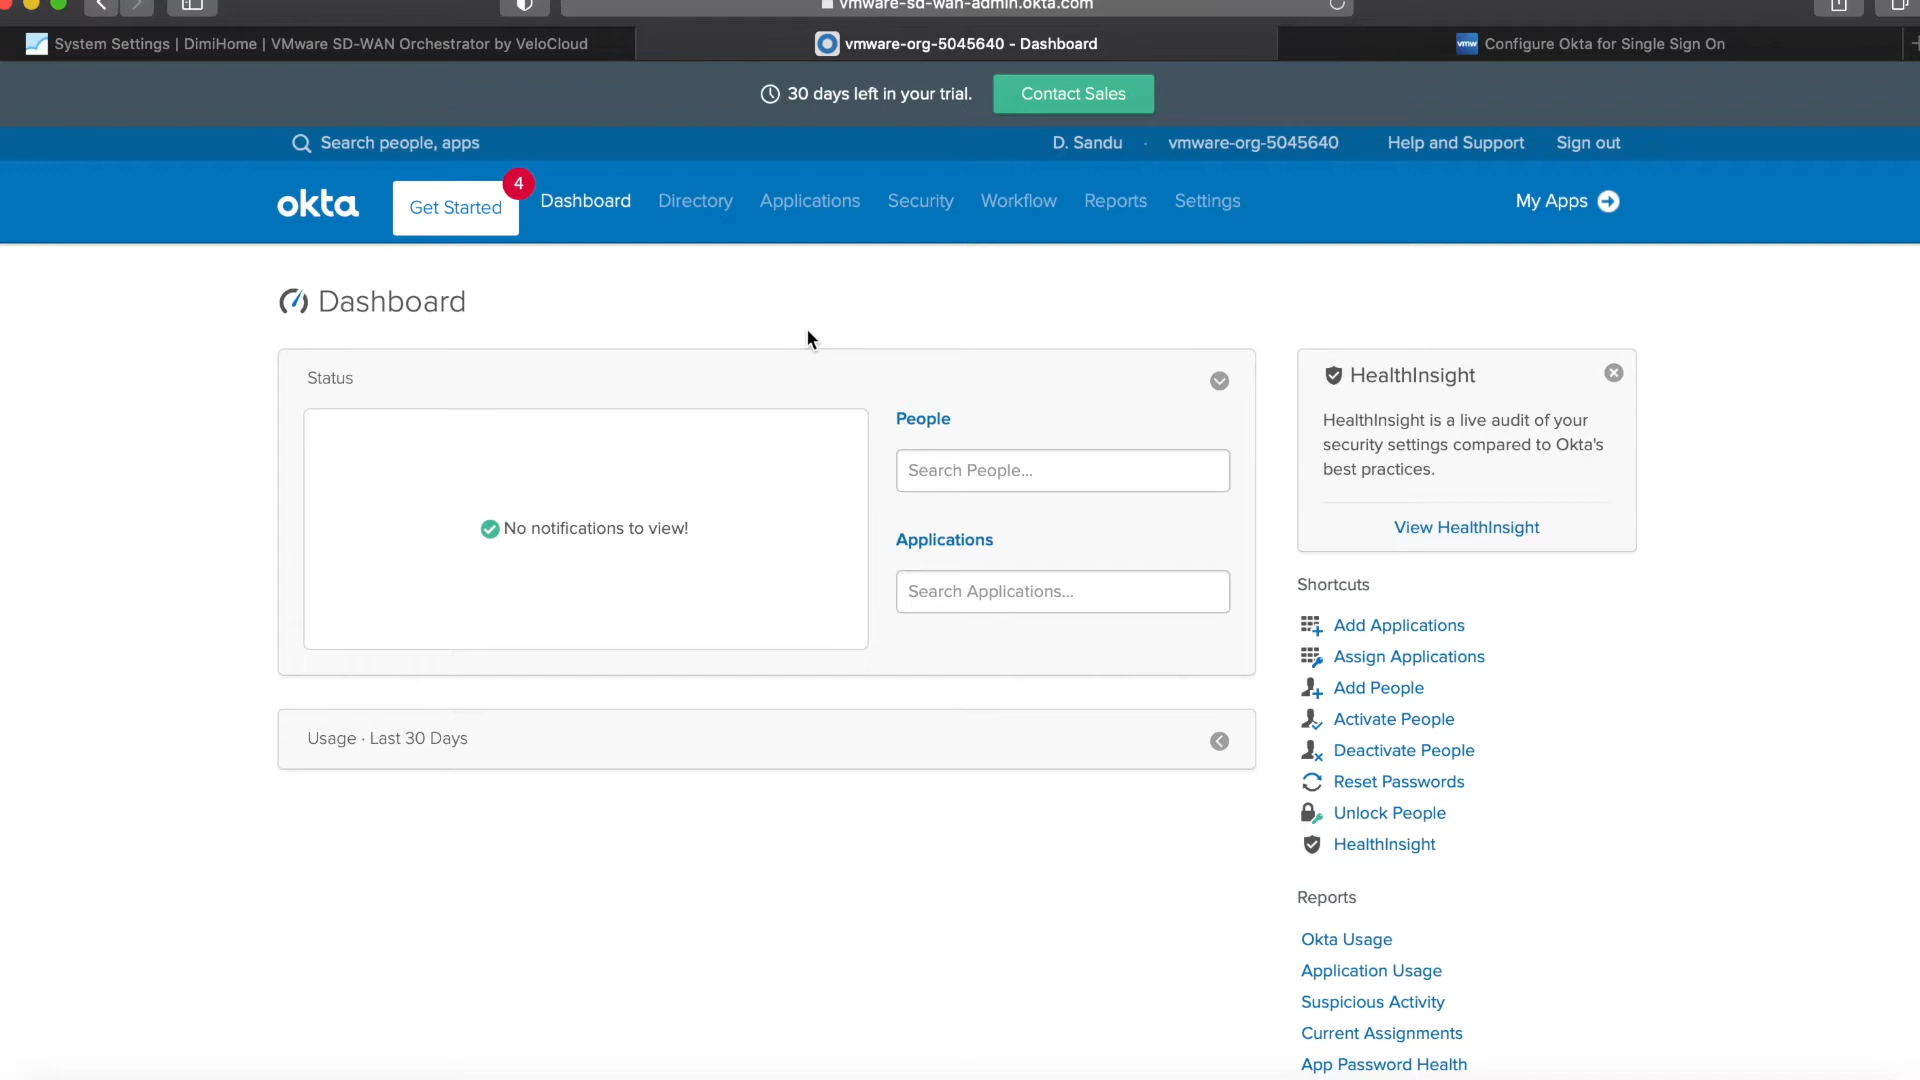 vmware-sd-wan-admin.okta.com
System Settings | DimiHome | VMware SD-WAN Orchestrator by VeloCloud
vmware-org-5045640 - Dashboard
vmw
Configure Okta for Single Sign On
30 days left in your trial.
Contact Sales
Search people, apps
D. Sandu · vmware-org-5045640
Help and Support
Sign out
okta
Get Started
4
Dashboard
Directory
Applications
Security
Workflow
Reports
Settings
My Apps
Dashboard
Status
No notifications to view!
People
Search People...
Applications
Search Applications...
Usage · Last 30 Days
HealthInsight
HealthInsight is a live audit of your
security settings compared to Okta's
best practices.
View HealthInsight
Shortcuts
Add Applications
Assign Applications
Add People
Activate People
Deactivate People
Reset Passwords
Unlock People
HealthInsight
Reports
Okta Usage
Application Usage
Suspicious Activity
Current Assignments
App Password Health